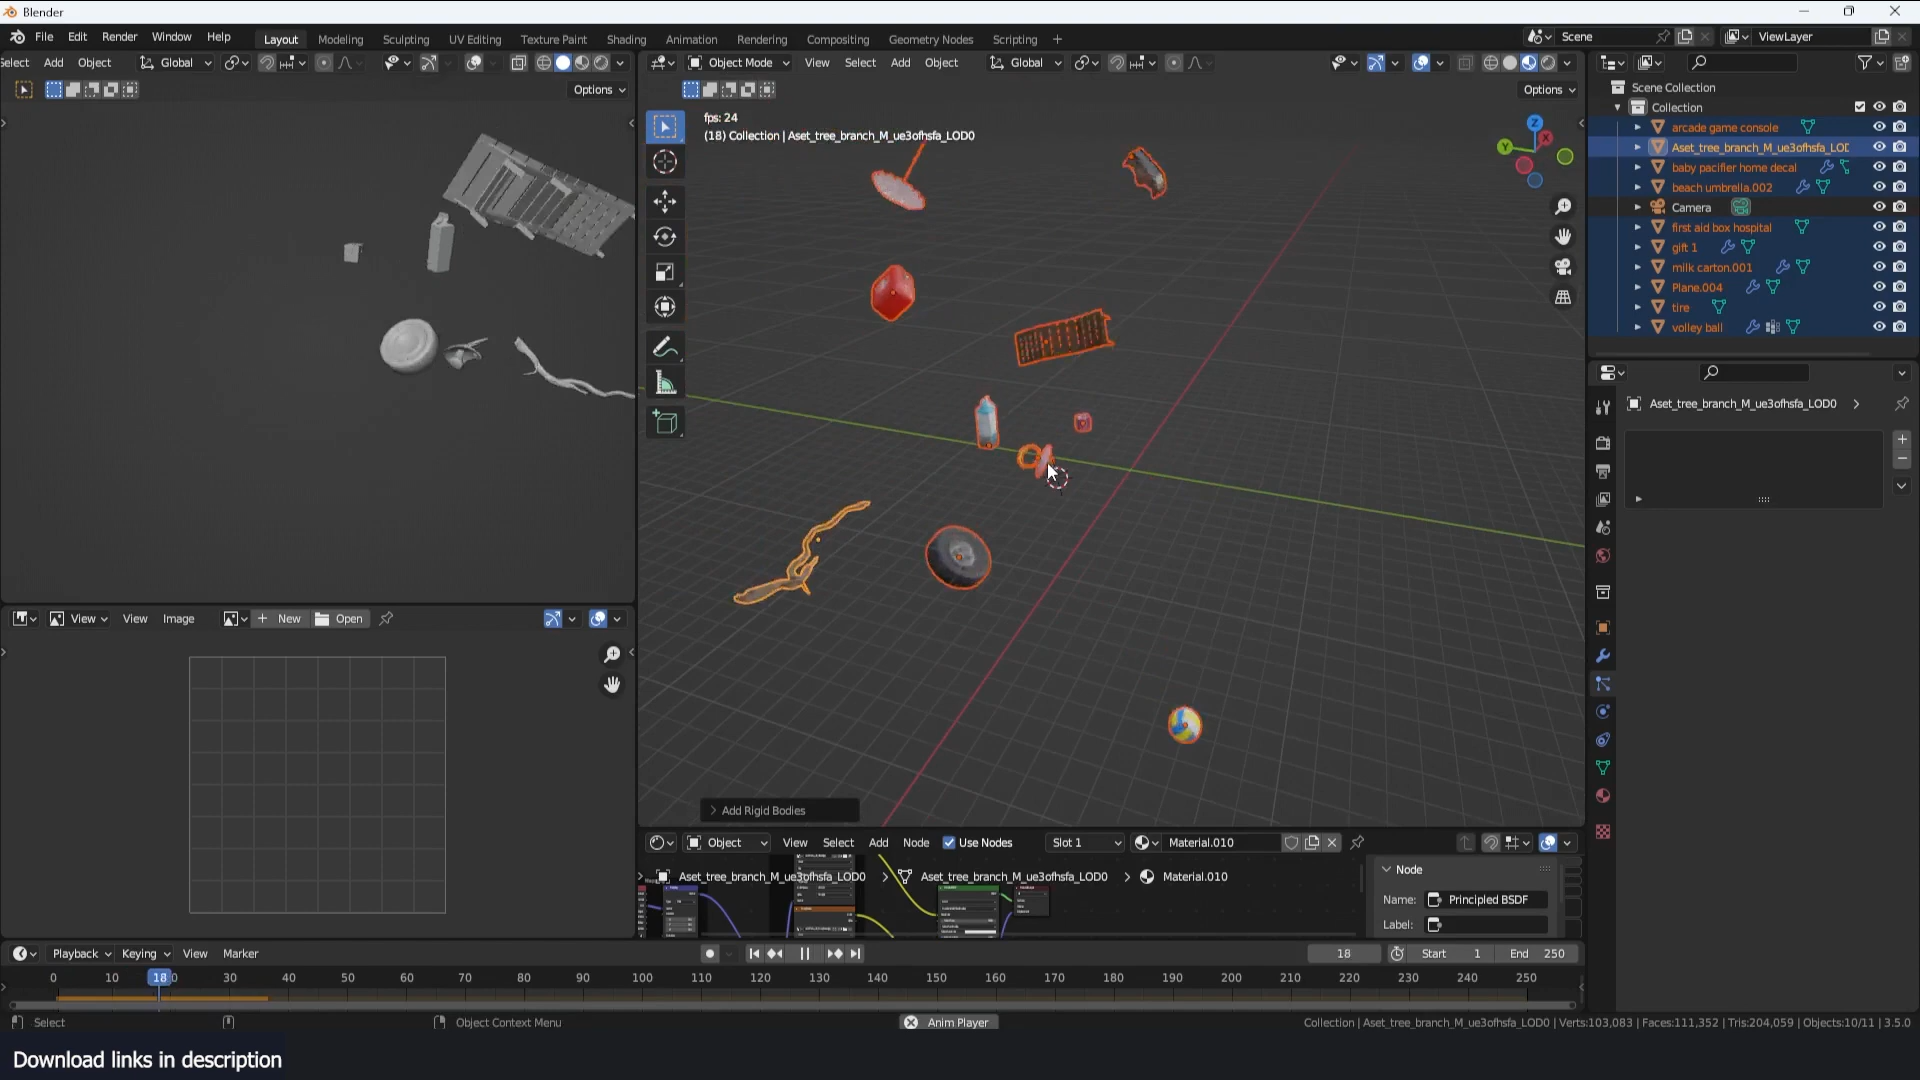 Blender
File Edit Render Window Help
Layout Modeling Sculpting UV Editing Texture Paint Shading Animation Rendering Compositing Geometry Nodes Scripting +
Scene
ViewLayer
elect Add Object
Global
Object Mode
View Select Add Object
Global
Options
Options
fps: 24
(18) Collection | Aset_tree_branch_M_ue3ofhsfa_LOD0
Z
X
Y
Scene Collection
Collection
arcade game console
Aset_tree_branch_M_ue3ofhsfa_LOD
baby pacifier home decal
beach umbrella.002
Camera
first aid box hospital
gift 1
milk carton.001
Plane.004
tire
volley ball
Aset_tree_branch_M_ue3ofhsfa_LOD0
View View Image
+ New Open
Add Rigid Bodies
Object View Select Add Node Use Nodes
Slot 1
Material.010
Aset_tree_branch_M_ue3ofhsfa_LOD0 > Aset_tree_branch_M_ue3ofhsfa_LOD0 > Material.010
Node
Name: Principled BSDF
Label:
Playback Keying View Marker
18
Start 1
End 250
0 10 18 0 30 40 50 60 70 80 90 100 110 120 130 140 150 160 170 180 190 200 210 220 230 240 250
Select
Object Context Menu
Anim Player
Collection | Aset_tree_branch_M_ue3ofhsfa_LOD0 | Verts:103,083 | Faces:111,352 | Tris:204,059 | Objects:10/11 | 3.5.0
Download links in description